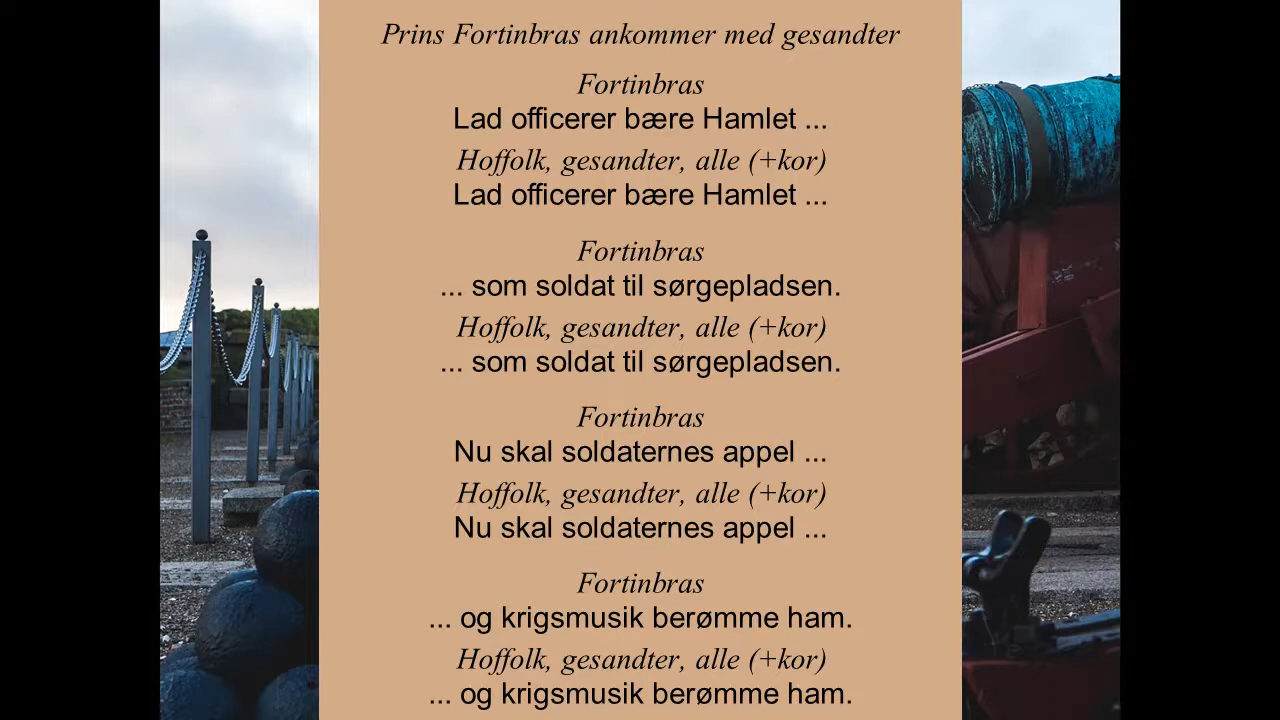 Prins Fortinbras ankommer med gesandter
Fortinbras
Lad officerer bære Hamlet ...
Hoffolk, gesandter, alle (+kor)
Lad officerer bære Hamlet ...
Fortinbras
... som soldat til sørgepladsen.
Hoffolk, gesandter, alle (+kor)
... som soldat til sørgepladsen.
Fortinbras
Nu skal soldaternes appel ...
Hoffolk, gesandter, alle (+kor)
Nu skal soldaternes appel ...
Fortinbras
... og krigsmusik berømme ham.
Hoffolk, gesandter, alle (+kor)
... og krigsmusik berømme ham.